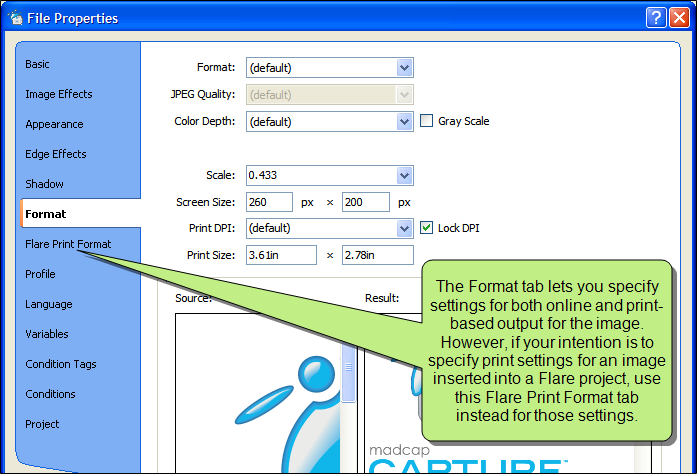 File Properties
Basic
Image Effects
Appearance
Edge Effects
Shadow
Format
Flare Print Format
Profile
Language
Variables
Condition Tags
Conditions
Project
Format: (default)
JPEG Quality: (default)
Color Depth: (default) Gray Scale
Scale: 0.433
Screen Size: 260 px × 200 px
Print DPI: (default) Lock DPI
Print Size: 3.61in × 2.78in
Source: Result:
The Format tab lets you specify
settings for both online and print-
based output for the image.
However, if your intention is to
specify print settings for an image
inserted into a Flare project, use
this Flare Print Format tab
instead for those settings.
madcap
CAPTURE™